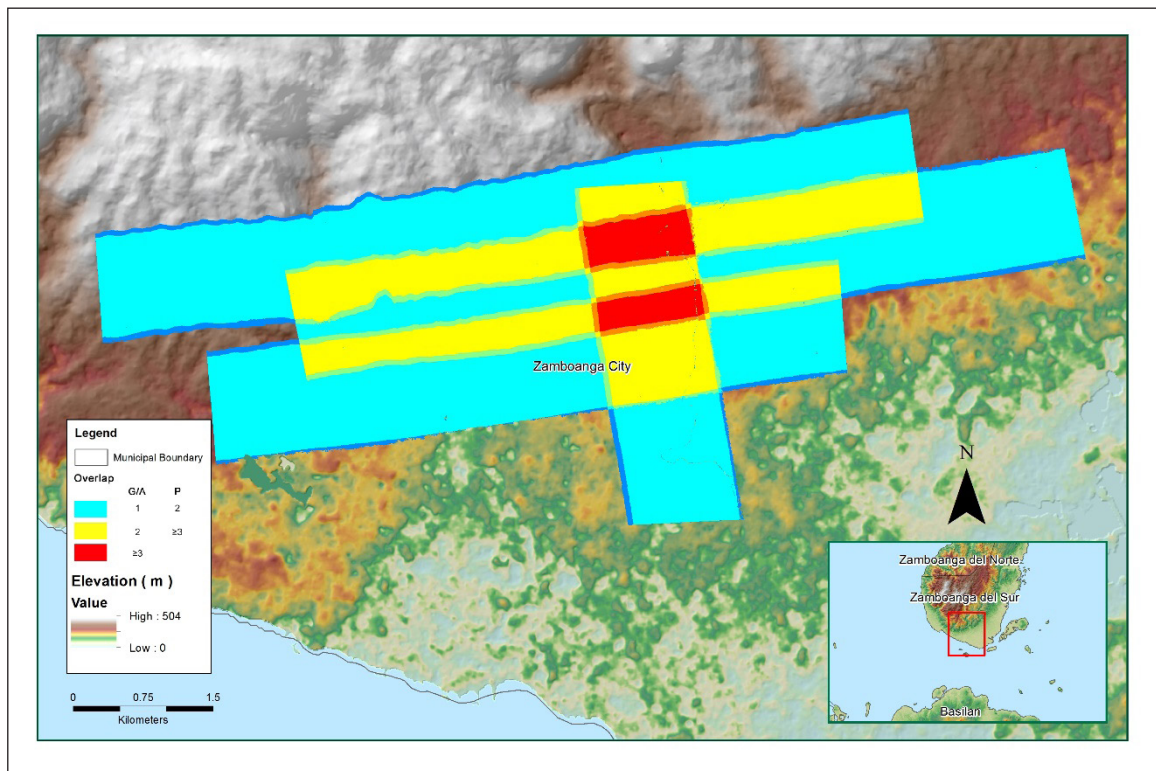 Zamboanga City
Legend
Municipal Boundary
Overlap
G/A P
1 2
2 ≥3
≥3
Elevation ( m )
Value
High : 504
Low : 0
0 0.75 1.5
Kilometers
N
Zamboanga del Norte
Zamboanga del Sur
Basilan